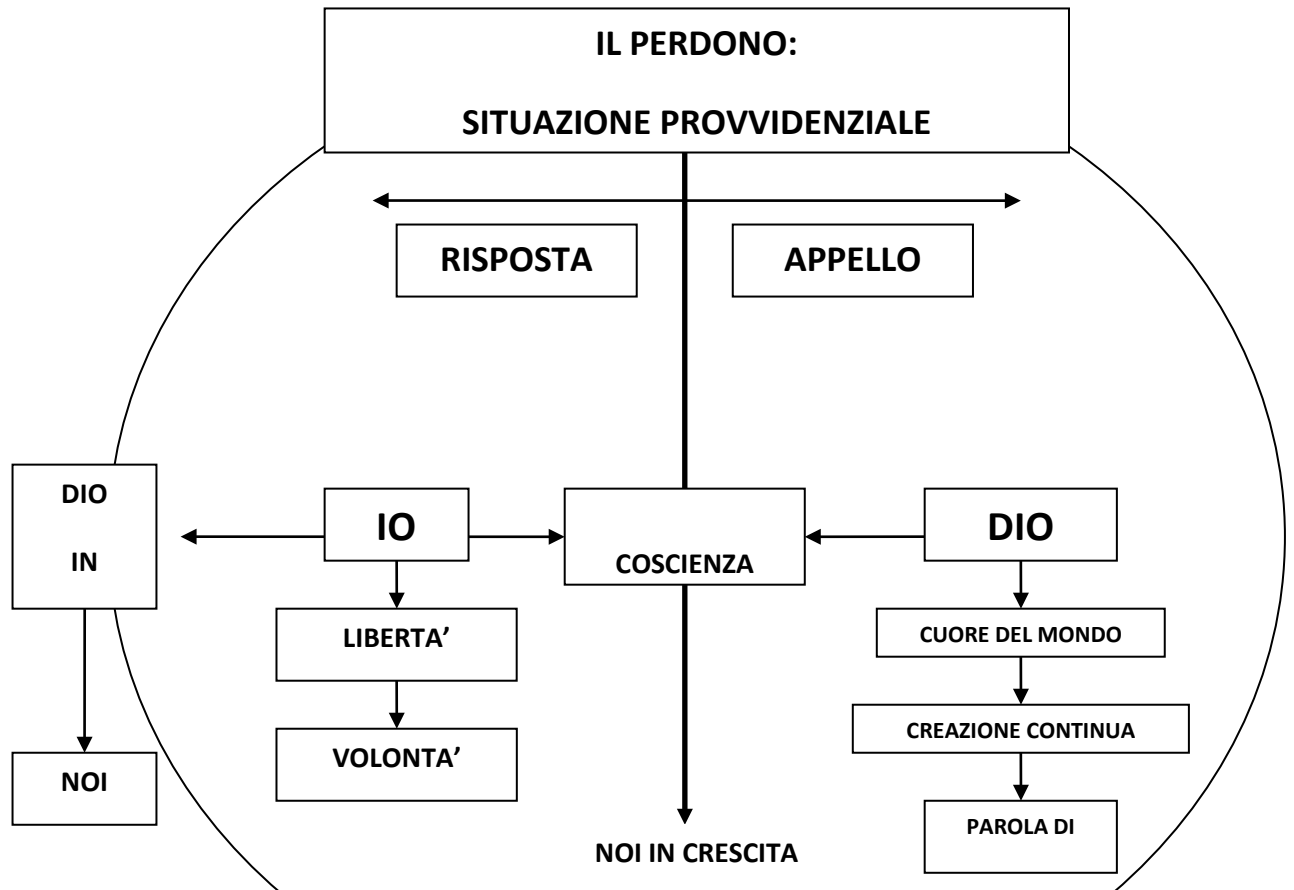 IL PERDONO:
SITUAZIONE PROVVIDENZIALE
RISPOSTA
APPELLO
DIO
IN
IO
COSCIENZA
DIO
LIBERTA’
CUORE DEL MONDO
VOLONTA’
CREAZIONE CONTINUA
NOI
PAROLA DI
NOI IN CRESCITA